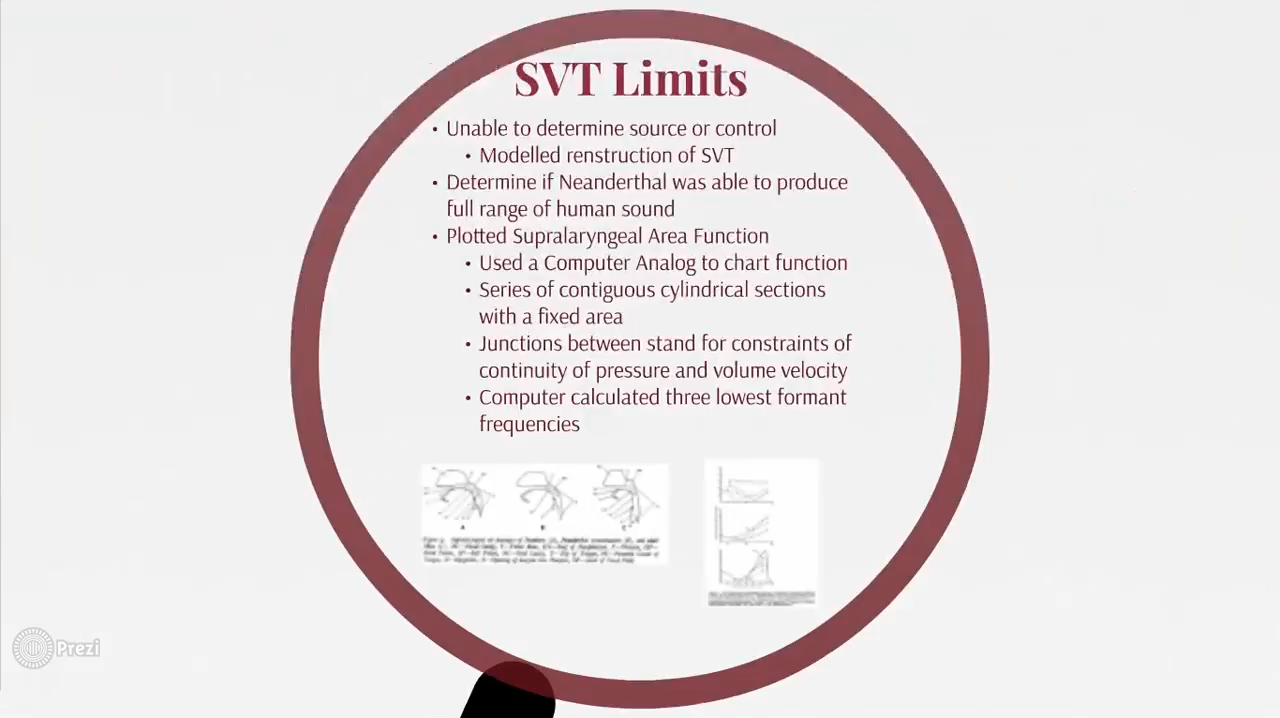 SVT Limits
• Unable to determine source or control
• Modelled renstruction of SVT
• Determine if Neanderthal was able to produce
full range of human sound
• Plotted Supralaryngeal Area Function
• Used a Computer Analog to chart function
• Series of contiguous cylindrical sections
with a fixed area
• Junctions between stand for constraints of
continuity of pressure and volume velocity
• Computer calculated three lowest formant
frequencies
A B C
Prezi